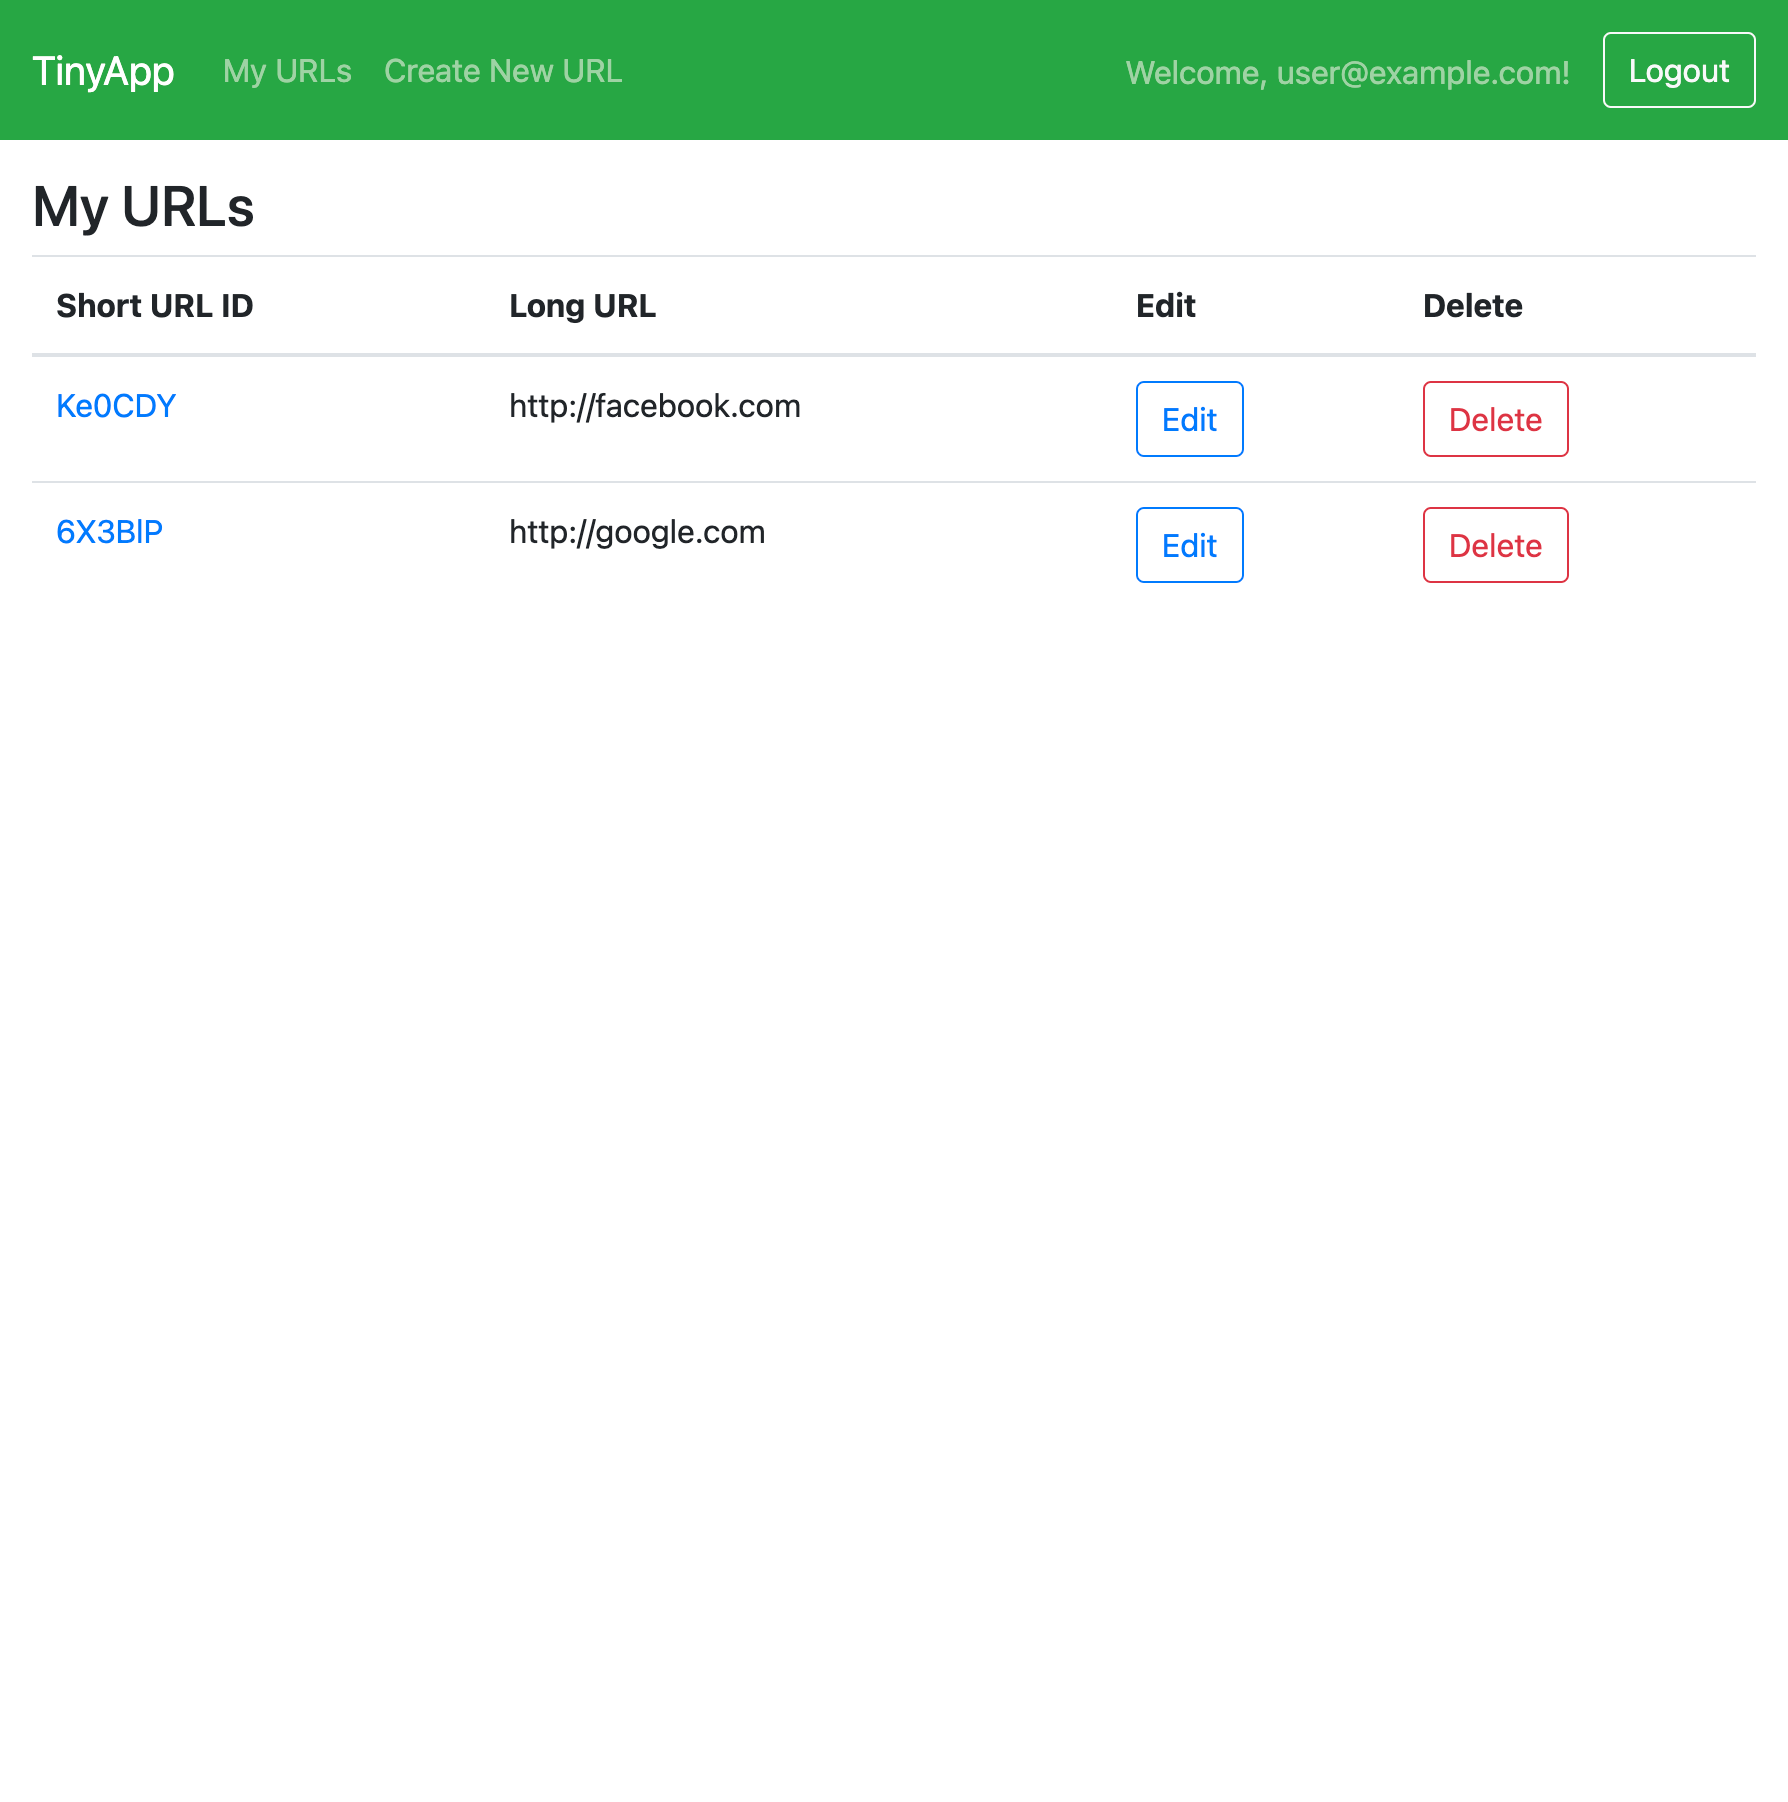 TinyApp My URLs Create New URL Welcome, user@example.com! Logout
My URLs
Short URL ID Long URL Edit Delete
Ke0CDY http://facebook.com Edit Delete
6X3BlP http://google.com Edit Delete